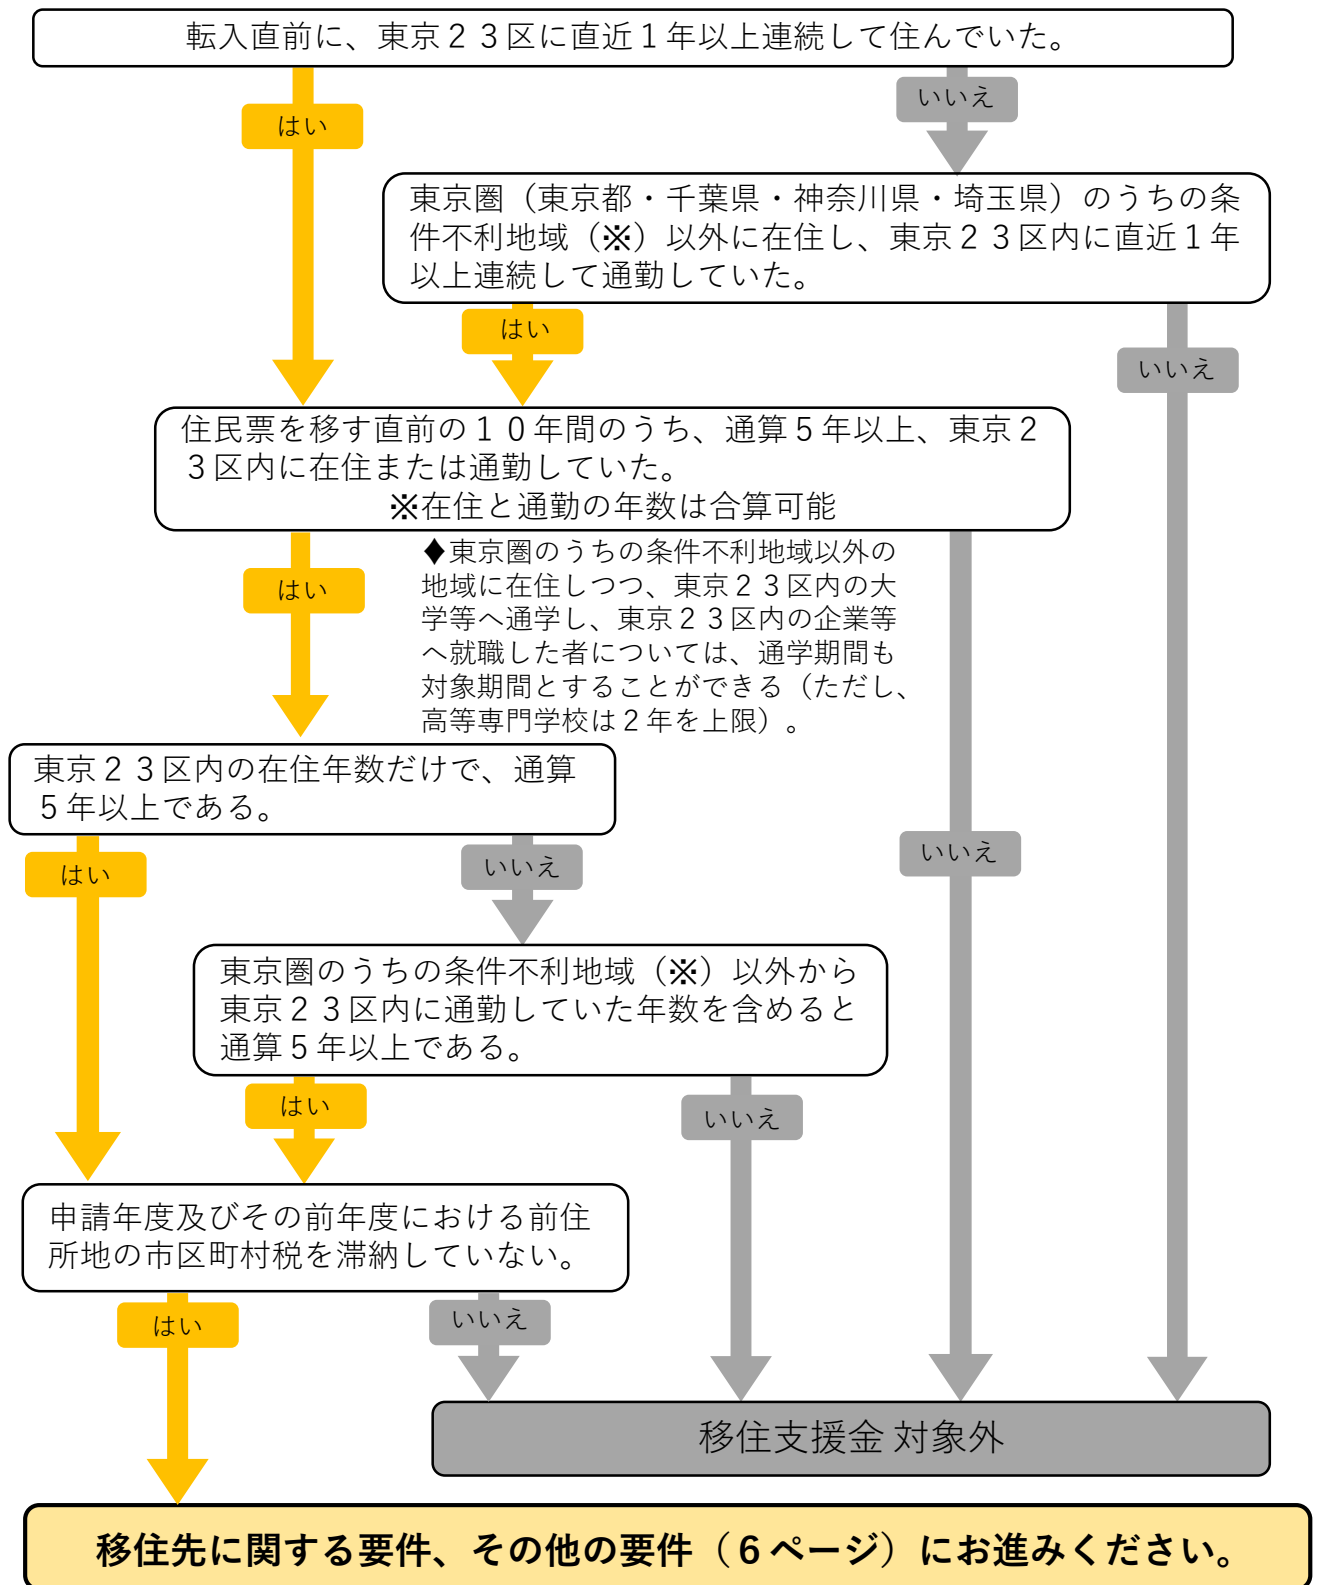 転入直前に、東京２３区に直近１年以上連続して住んでいた。
はい
いいえ
東京圏（東京都・千葉県・神奈川県・埼玉県）のうちの条
件不利地域（※）以外に在住し、東京２３区内に直近１年
以上連続して通勤していた。
はい
いいえ
住民票を移す直前の１０年間のうち、通算５年以上、東京２
３区内に在住または通勤していた。
※在住と通勤の年数は合算可能
はい
◆東京圏のうちの条件不利地域以外の
地域に在住しつつ、東京２３区内の大
学等へ通学し、東京２３区内の企業等
へ就職した者については、通学期間も
対象期間とすることができる（ただし、
高等専門学校は２年を上限）。
いいえ
東京２３区内の在住年数だけで、通算
５年以上である。
はい
いいえ
東京圏のうちの条件不利地域（※）以外から
東京２３区内に通勤していた年数を含めると
通算５年以上である。
はい
いいえ
申請年度及びその前年度における前住
所地の市区町村税を滞納していない。
はい
いいえ
移住支援金 対象外
移住先に関する要件、その他の要件（６ページ）にお進みください。